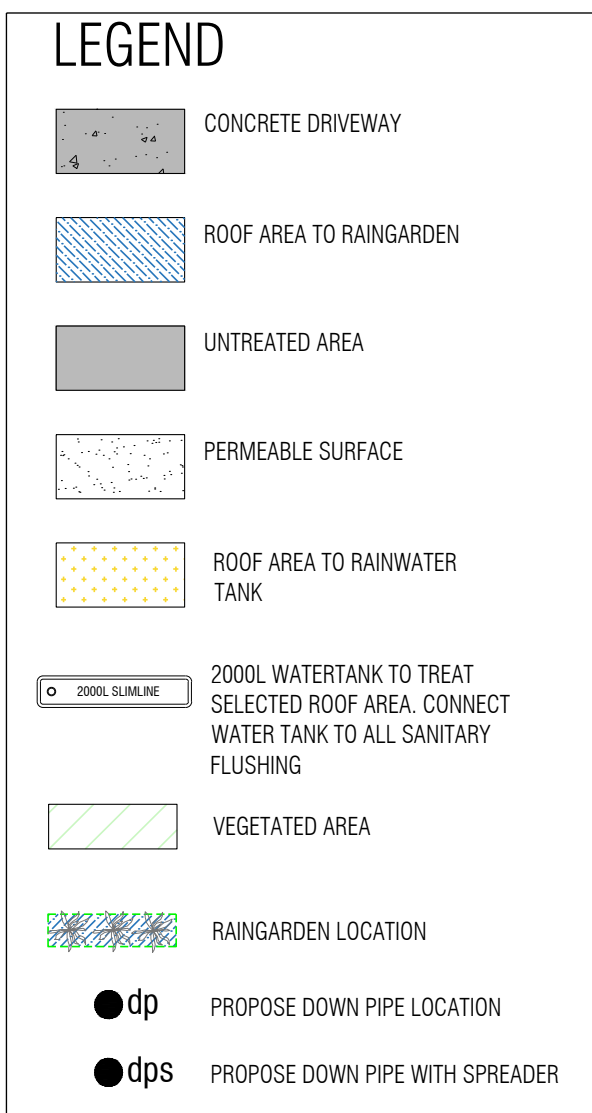 LEGEND
CONCRETE DRIVEWAY
ROOF AREA TO RAINGARDEN
UNTREATED AREA
PERMEABLE SURFACE
ROOF AREA TO RAINWATER
TANK
2000L SLIMLINE
2000L WATERTANK TO TREAT
SELECTED ROOF AREA. CONNECT
WATER TANK TO ALL SANITARY
FLUSHING
VEGETATED AREA
RAINGARDEN LOCATION
dp PROPOSE DOWN PIPE LOCATION
dps PROPOSE DOWN PIPE WITH SPREADER